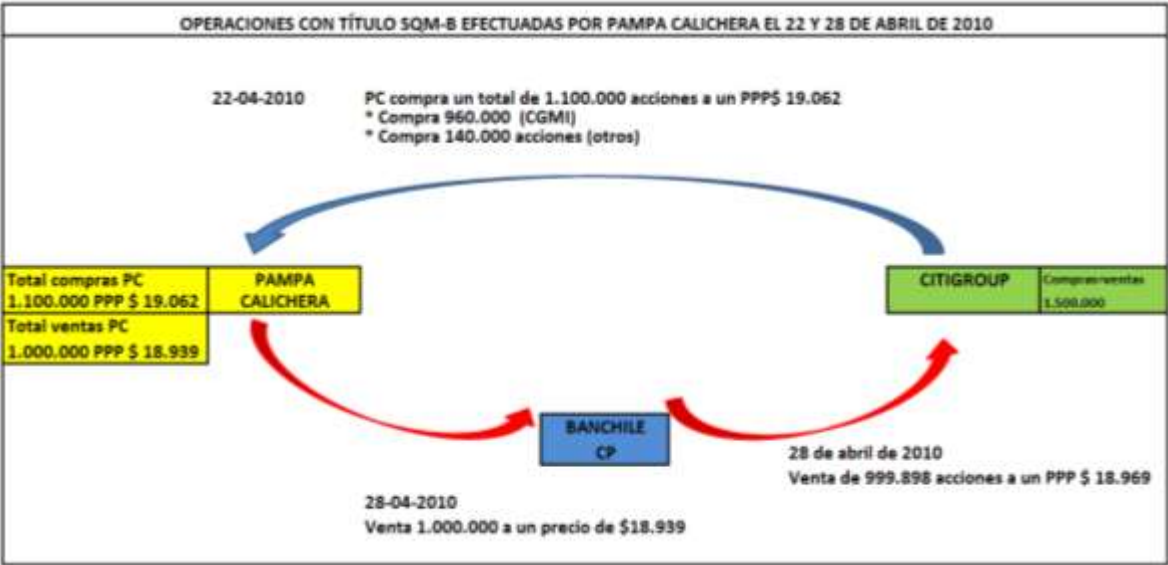 OPERACIONES CON TÍTULO SQM-B EFECTUADAS POR PAMPA CALICHERA EL 22 Y 28 DE ABRIL DE 2010
22-04-2010 PC compra un total de 1.100.000 acciones a un PPP$ 19.062
* Compra 960.000 (CGMI)
* Compra 140.000 acciones (otros)
Total compras PC
1.100.000 PPP $ 19.062
PAMPA
CALICHERA
Total ventas PC
1.000.000 PPP $ 18.939
CITIGROUP
Compras=ventas
1.500.000
BANCHILE
CP
28 de abril de 2010
Venta de 999.898 acciones a un PPP $ 18.969
28-04-2010
Venta 1.000.000 a un precio de $18.939